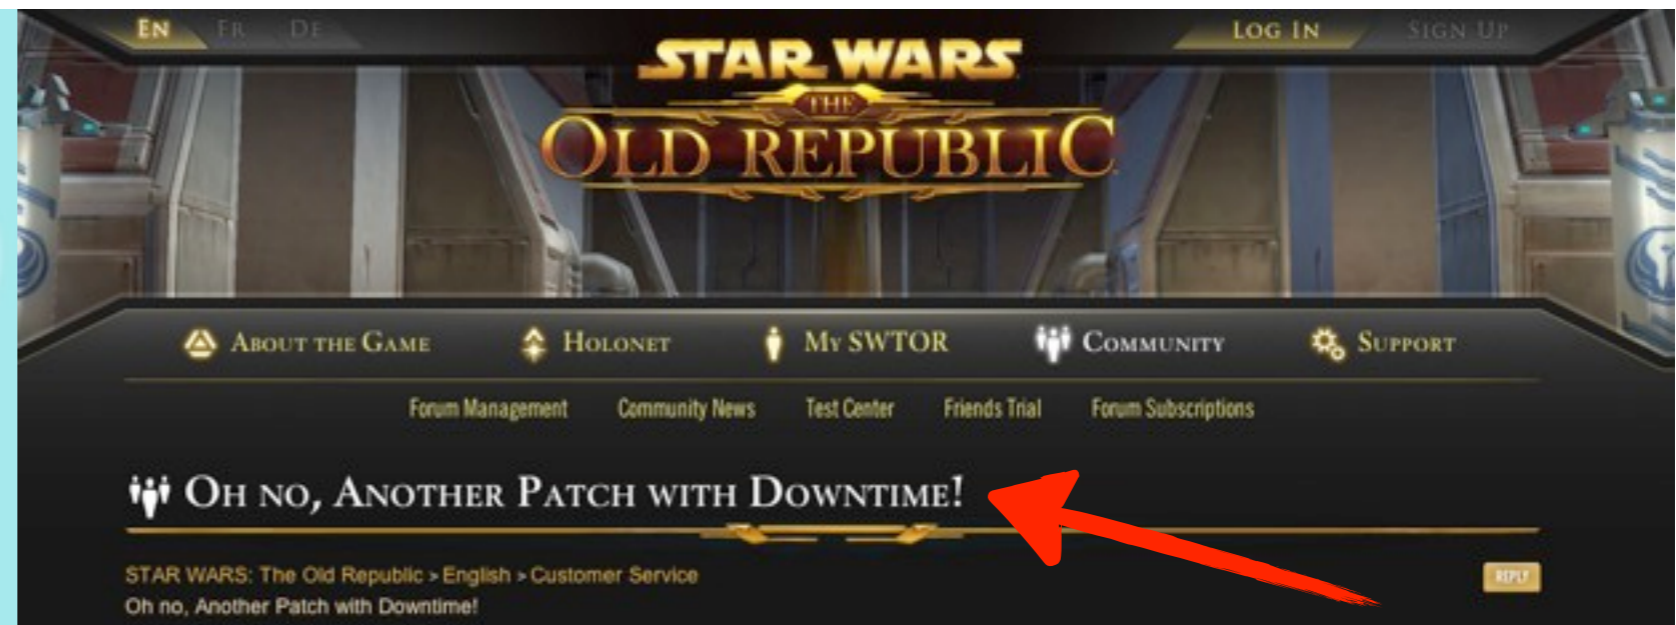 EN FR DE LOG IN SIGN UP
STAR WARS
THE
OLD REPUBLIC
ABOUT THE GAME HOLONET MY SWTOR COMMUNITY SUPPORT
Forum Management Community News Test Center Friends Trial Forum Subscriptions
OH NO, ANOTHER PATCH WITH DOWNTIME!
STAR WARS: The Old Republic > English > Customer Service
REPLY
Oh no, Another Patch with Downtime!